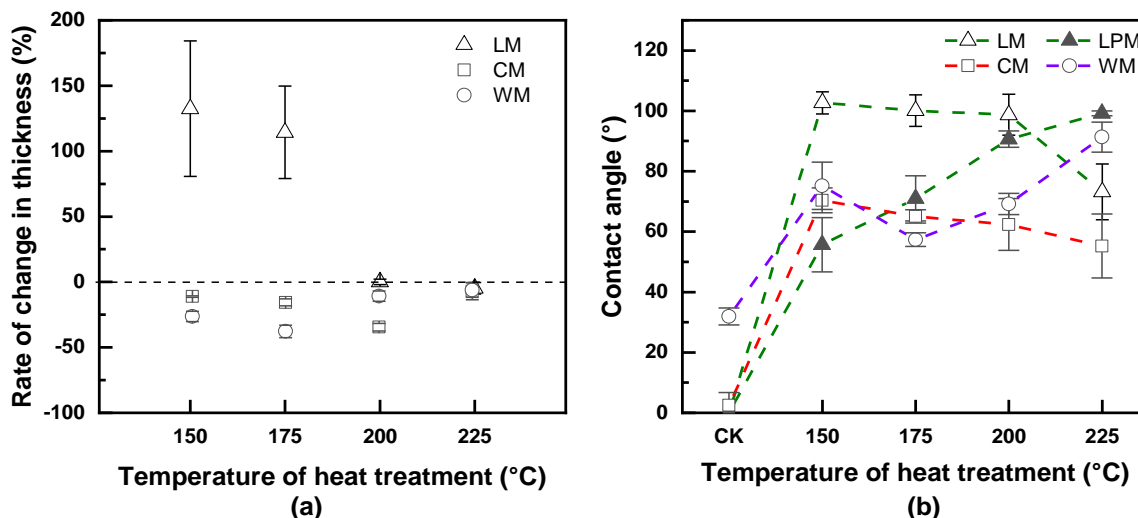 200
150
100
50
0
-50
-100
Rate of change in thickness (%)
LM
CM
WM
150 175 200 225
Temperature of heat treatment (°C)
(a)
120
100
80
60
40
20
0
Contact angle (°)
LM LPM
CM WM
CK 150 175 200 225
Temperature of heat treatment (°C)
(b)